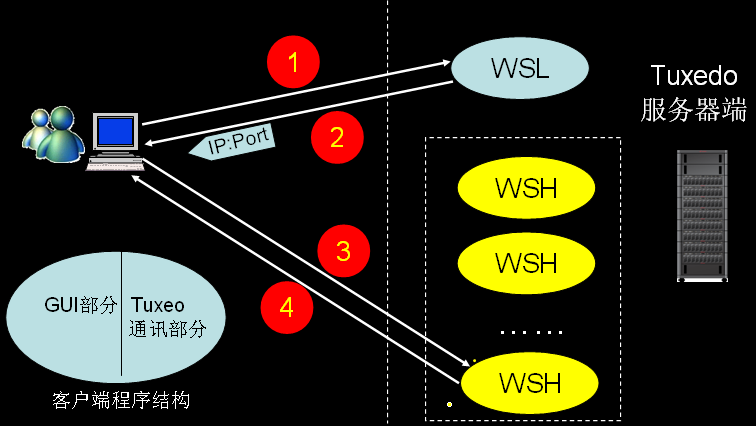 1
WSL
Tuxedo
服务器端
2
IP:Port
WSH
WSH
3
4
GUI部分
Tuxeo
通讯部分
······
WSH
客户端程序结构